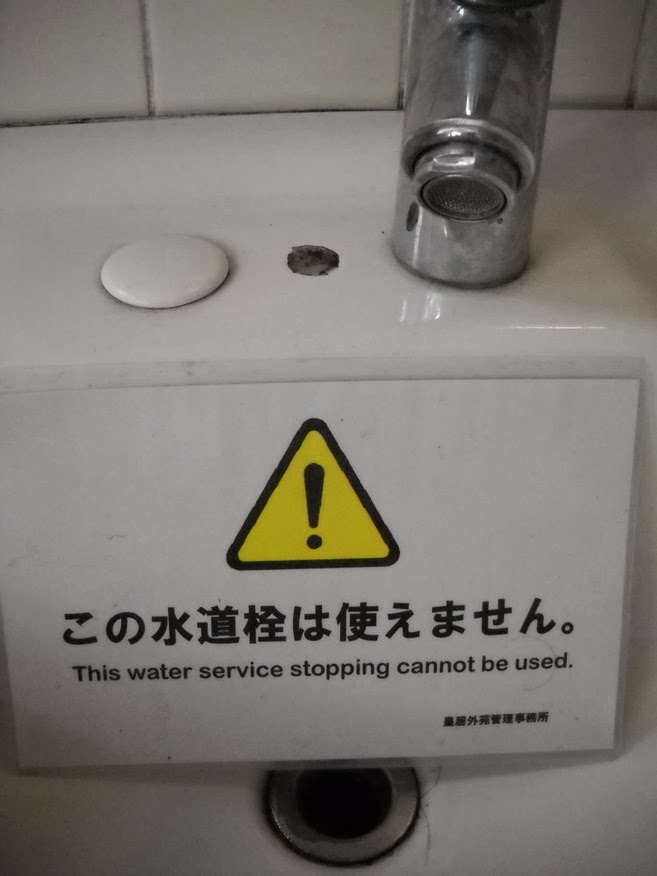 この水道栓は使えません。
This water service stopping cannot be used.
皇居外苑管理事務所